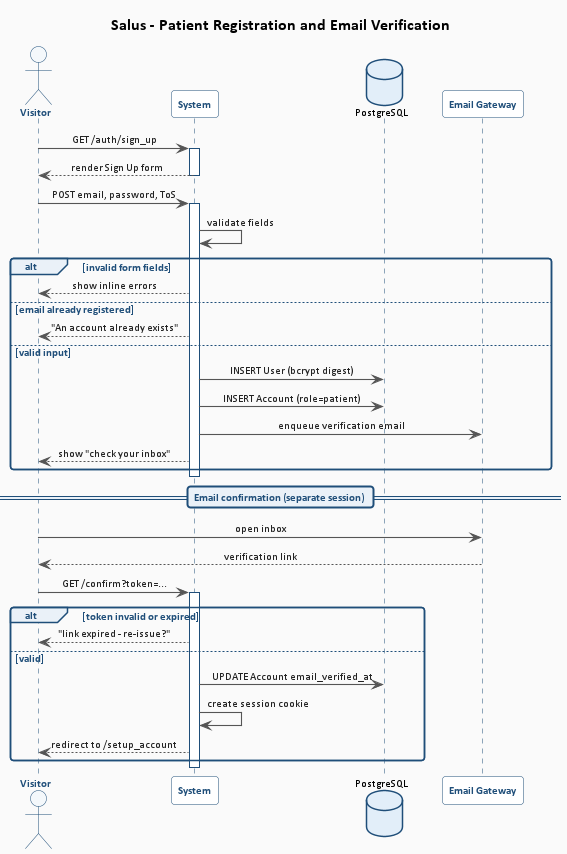 Salus - Patient Registration and Email Verification
Visitor
System
PostgreSQL
Email Gateway
GET /auth/sign_up
render Sign Up form
POST email, password, ToS
validate fields
alt
[invalid form fields]
show inline errors
[email already registered]
"An account already exists"
[valid input]
INSERT User (bcrypt digest)
INSERT Account (role=patient)
enqueue verification email
show "check your inbox"
Email confirmation (separate session)
open inbox
verification link
GET /confirm?token=...
alt
[token invalid or expired]
"link expired - re-issue?"
[valid]
UPDATE Account email_verified_at
create session cookie
redirect to /setup_account
Visitor
System
PostgreSQL
Email Gateway